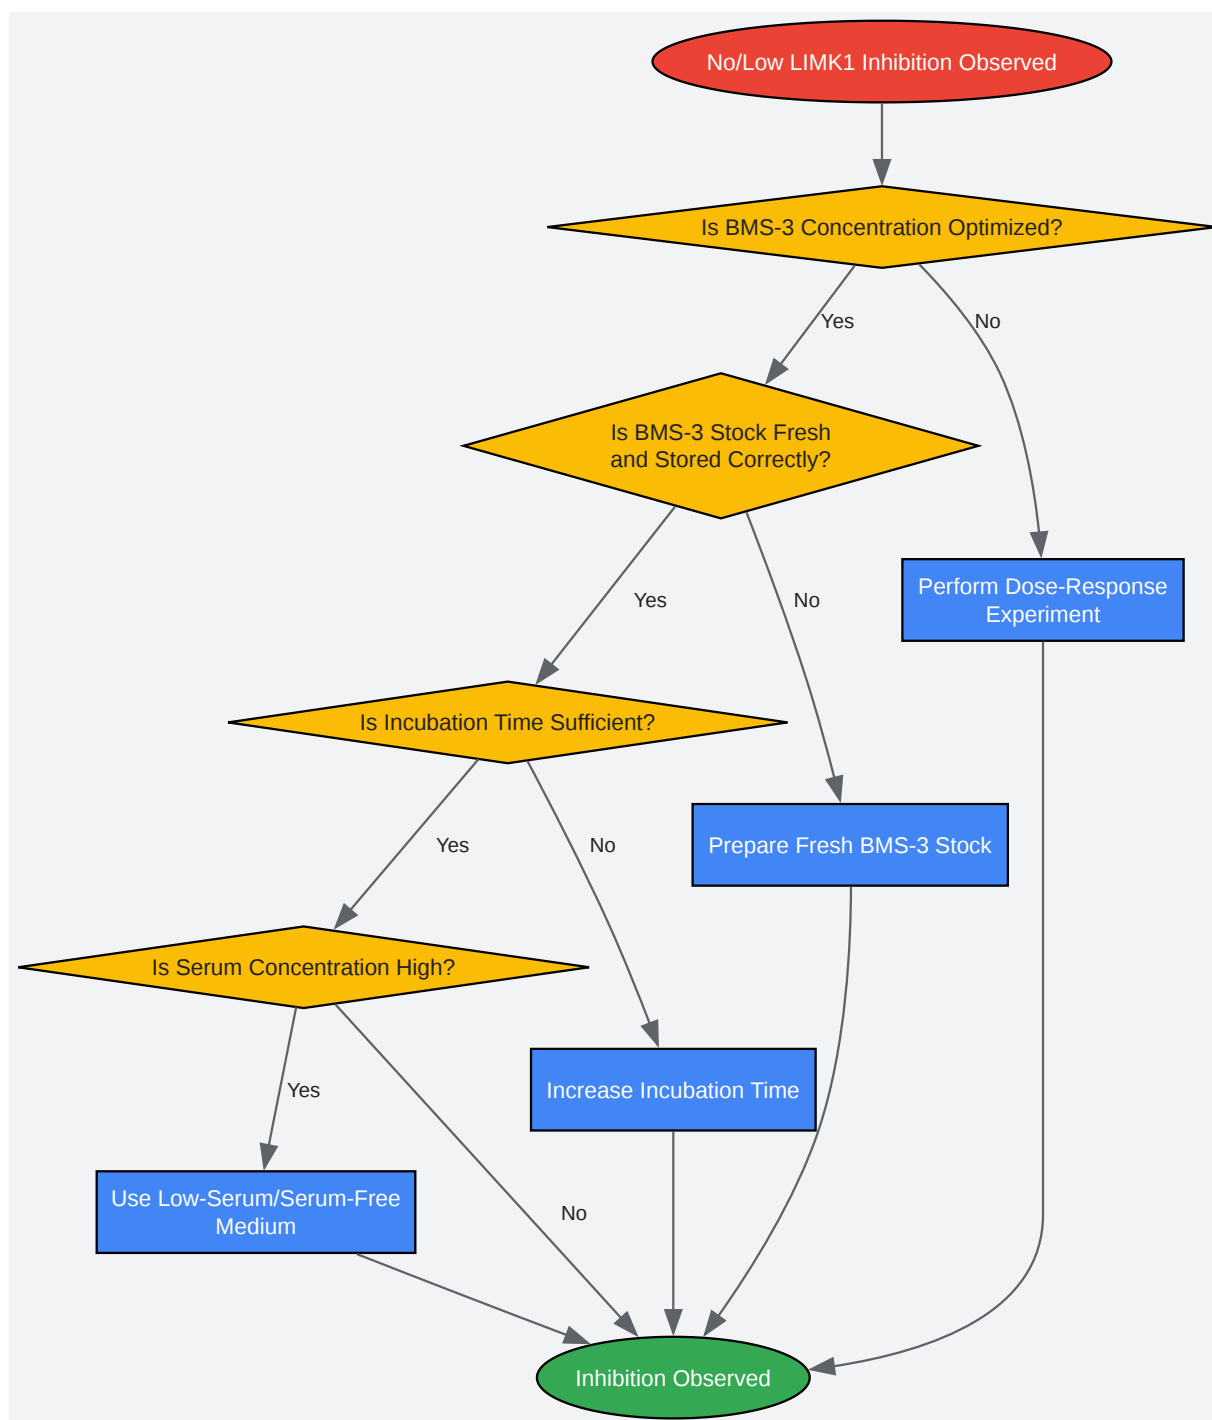 No/Low LIMK1 Inhibition Observed
Is BMS-3 Concentration Optimized?
Yes
No
Is BMS-3 Stock Fresh
and Stored Correctly?
Yes
No
Perform Dose-Response
Experiment
Is Incubation Time Sufficient?
Yes
No
Prepare Fresh BMS-3 Stock
Is Serum Concentration High?
Yes
No
Increase Incubation Time
Use Low-Serum/Serum-Free
Medium
Inhibition Observed